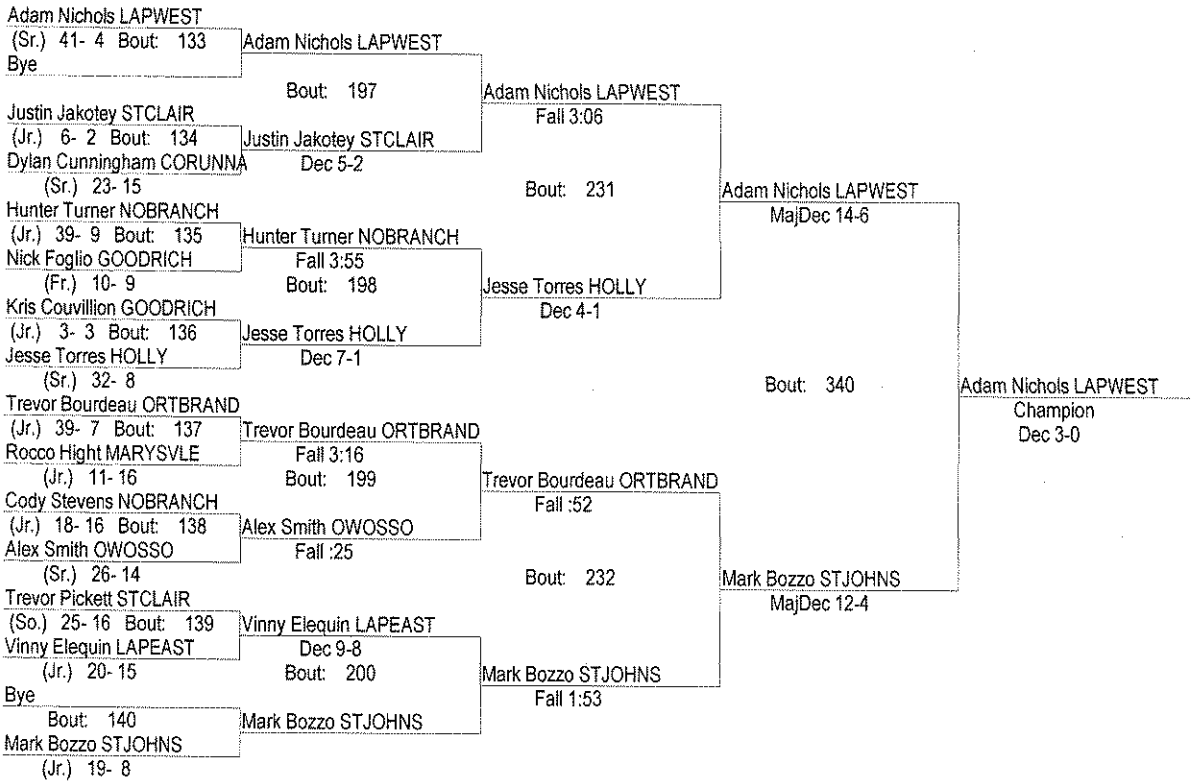 Adam Nichols LAPWEST
(Sr.) 41- 4 Bout: 133
Bye
Adam Nichols LAPWEST
Bout: 197
Justin Jakotey STCLAIR
(Jr.) 6- 2 Bout: 134
Dylan Cunningham CORUNNA
(Sr.) 23- 15
Justin Jakotey STCLAIR
Dec 5-2
Adam Nichols LAPWEST
Fall 3:06
Bout: 231
Hunter Turner NOBRANCH
(Jr.) 39- 9 Bout: 135
Nick Foglio GOODRICH
(Fr.) 10- 9
Hunter Turner NOBRANCH
Fall 3:55
Bout: 198
Kris Couvillion GOODRICH
(Jr.) 3- 3 Bout: 136
Jesse Torres HOLLY
(Sr.) 32- 8
Jesse Torres HOLLY
Dec 7-1
Jesse Torres HOLLY
Dec 4-1
Adam Nichols LAPWEST
MajDec 14-6
Bout: 340
Trevor Bourdeau ORTBRAND
(Jr.) 39- 7 Bout: 137
Rocco Hight MARYSVLE
(Jr.) 11- 16
Trevor Bourdeau ORTBRAND
Fall 3:16
Bout: 199
Cody Stevens NOBRANCH
(Jr.) 18- 16 Bout: 138
Alex Smith OWOSSO
(Sr.) 26- 14
Alex Smith OWOSSO
Fall :25
Trevor Bourdeau ORTBRAND
Fall :52
Bout: 232
Trevor Pickett STCLAIR
(So.) 25- 16 Bout: 139
Vinny Elequin LAPEAST
(Jr.) 20- 15
Vinny Elequin LAPEAST
Dec 9-8
Bout: 200
Bye
Bout: 140
Mark Bozzo STJOHNS
(Jr.) 19- 8
Mark Bozzo STJOHNS
Mark Bozzo STJOHNS
Fall 1:53
Mark Bozzo STJOHNS
MajDec 12-4
Adam Nichols LAPWEST
Champion
Dec 3-0